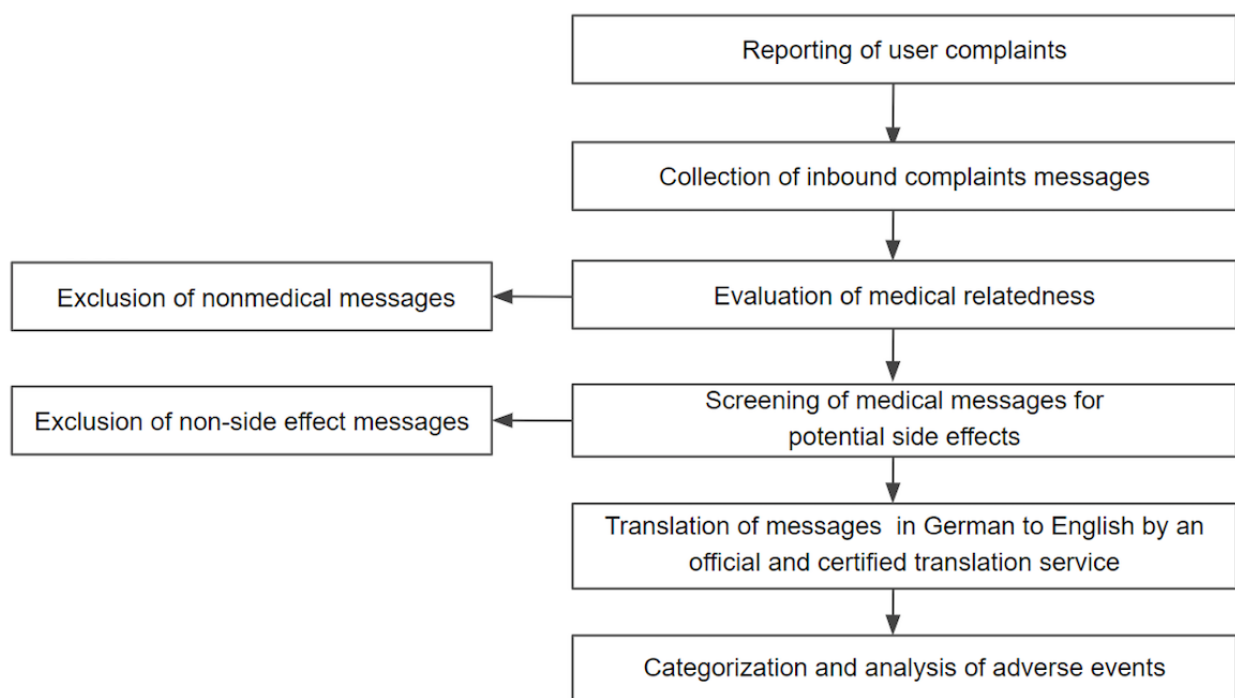 Reporting of user complaints
Collection of inbound complaints messages
Exclusion of nonmedical messages
Evaluation of medical relatedness
Exclusion of non-side effect messages
Screening of medical messages for
potential side effects
Translation of messages  in German to English by an
official and certified translation service
Categorization and analysis of adverse events